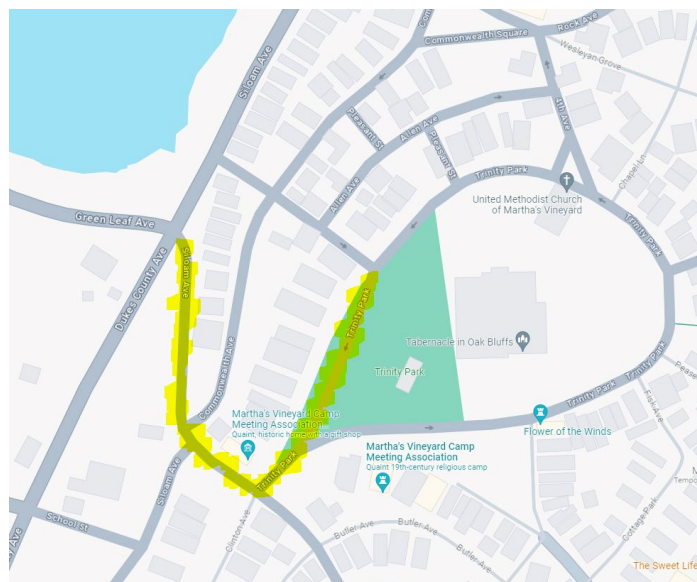 Siloam Ave
Commonwealth Square
Rock Ave
Wesleyan Grove
4th Ave
Pleasant St
Allen Ave
Pleasant St
Chapel Ln
Trinity Park
United Methodist Church
of Martha's Vineyard
Allen Ave
Green Leaf Ave
Trinity Park
Siloam Ave
Dukes County Ave
Trinity Park
Tabernacle in Oak Bluffs
Trinity Park
Commonwealth Ave
Trinity Park
Trinity Park
Fisk Ave
Martha's Vineyard Camp
Meeting Association
Quaint, historic home with a gift shop
Flower of the Winds
Martha's Vineyard Camp
Meeting Association
Quaint 19th-century religious camp
Siloam Ave
Trinity Park
School St
Clinton Ave
Butler Ave
Butler Ave
Cottage Park
The Sweet Life